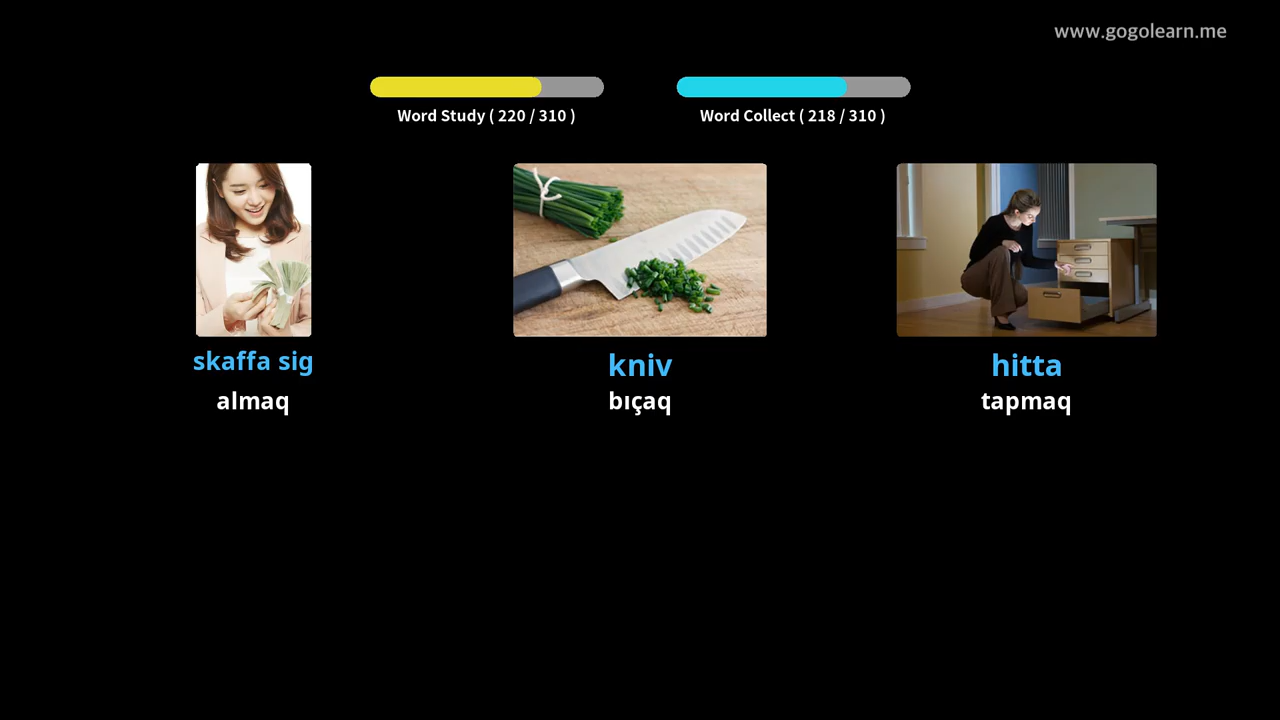 www.gogolearn.me
Word Study ( 220 / 310 )
Word Collect ( 218 / 310 )
skaffa sig
kniv
hitta
almaq
bıçaq
tapmaq